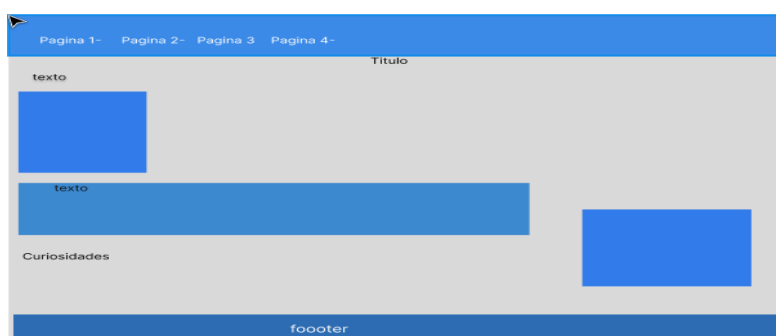 Pagina 1- Pagina 2- Pagina 3 Pagina 4-
Titulo
texto
texto
Curiosidades
foooter